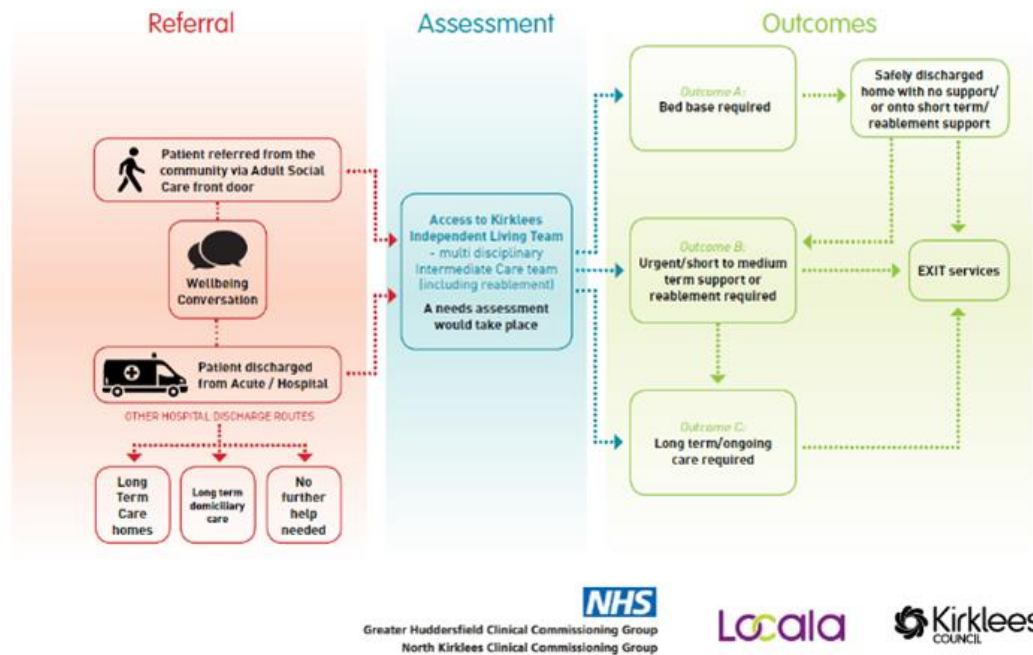 Referral
Assessment
Outcomes
Patient referred from the
community via Adult Social
Care front door
Wellbeing
Conversation
Patient discharged
from Acute / Hospital
OTHER HOSPITAL DISCHARGE ROUTES
Long
Term
Care
homes
Long term
domiciliary
care
No
further
help
needed
Access to Kirklees
Independent Living Team
- multi disciplinary
Intermediate Care team
(including reablement)
A needs assessment
would take place
Outcome A:
Bed base required
Safely discharged
home with no support/
or onto short term/
reablement support
Outcome B:
Urgent/short to medium
term support or
reablement required
EXIT services
Outcome C:
Long term/ongoing
care required
NHS
Greater Huddersfield Clinical Commissioning Group
North Kirklees Clinical Commissioning Group
Locala
Kirklees
COUNCIL